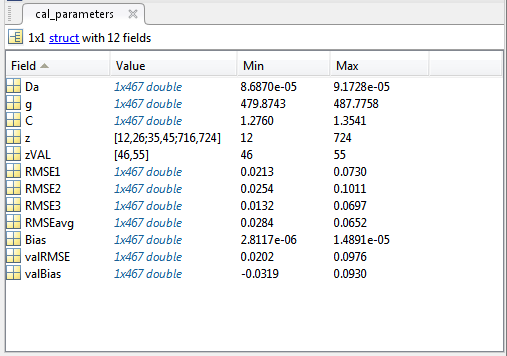 cal_parameters
1x1 struct with 12 fields
Field Value Min Max
Da 1x467 double 8.6870e-05 9.1728e-05
g 1x467 double 479.8743 487.7758
C 1x467 double 1.2760 1.3541
z [12,26;35,45;716,724] 12 724
zVAL [46,55] 46 55
RMSE1 1x467 double 0.0213 0.0730
RMSE2 1x467 double 0.0254 0.1011
RMSE3 1x467 double 0.0132 0.0697
RMSEavg 1x467 double 0.0284 0.0652
Bias 1x467 double 2.8117e-06 1.4891e-05
valRMSE 1x467 double 0.0202 0.0976
valBias 1x467 double -0.0319 0.0930